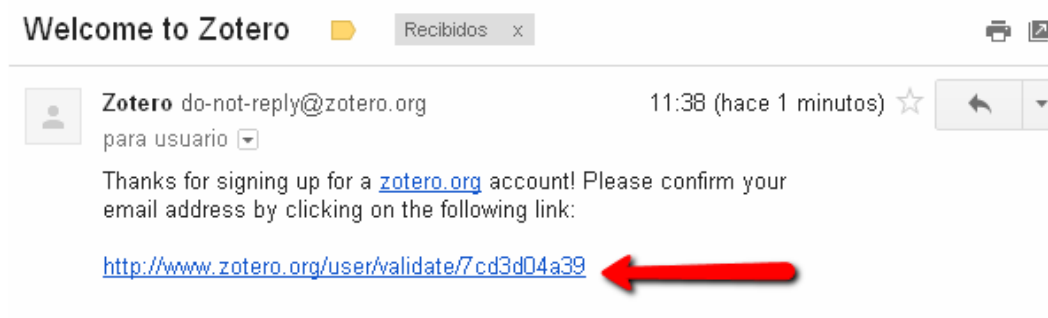 Welcome to Zotero Recibidos x
Zotero do-not-reply@zotero.org 11:38 (hace 1 minutos)
para usuario
Thanks for signing up for a zotero.org account! Please confirm your
email address by clicking on the following link:
http://www.zotero.org/user/validate/7cd3d04a39